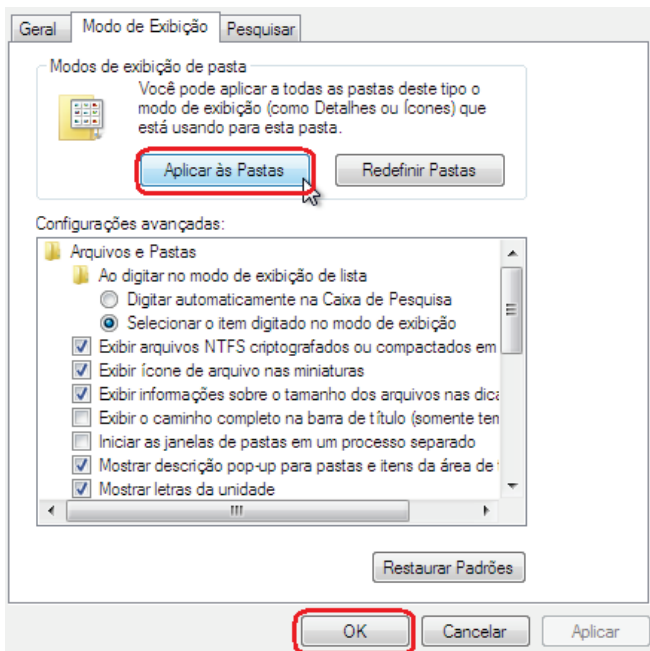 Geral Modo de Exibição Pesquisar
Modos de exibição de pasta
Você pode aplicar a todas as pastas deste tipo o
modo de exibição (como Detalhes ou Ícones) que
está usando para esta pasta.
Aplicar às Pastas Redefinir Pastas
Configurações avançadas:
Arquivos e Pastas
Ao digitar no modo de exibição de lista
Digitar automaticamente na Caixa de Pesquisa
Selecionar o item digitado no modo de exibição
Exibir arquivos NTFS criptografados ou compactados em
Exibir ícone de arquivo nas miniaturas
Exibir informações sobre o tamanho dos arquivos nas
Exibir o caminho completo na barra de título (somente
Iniciar as janelas de pastas em um processo separado
Mostrar descrição pop-up para pastas e itens da área de
Mostrar letras da unidade
Restaurar Padrões
OK Cancelar Aplicar